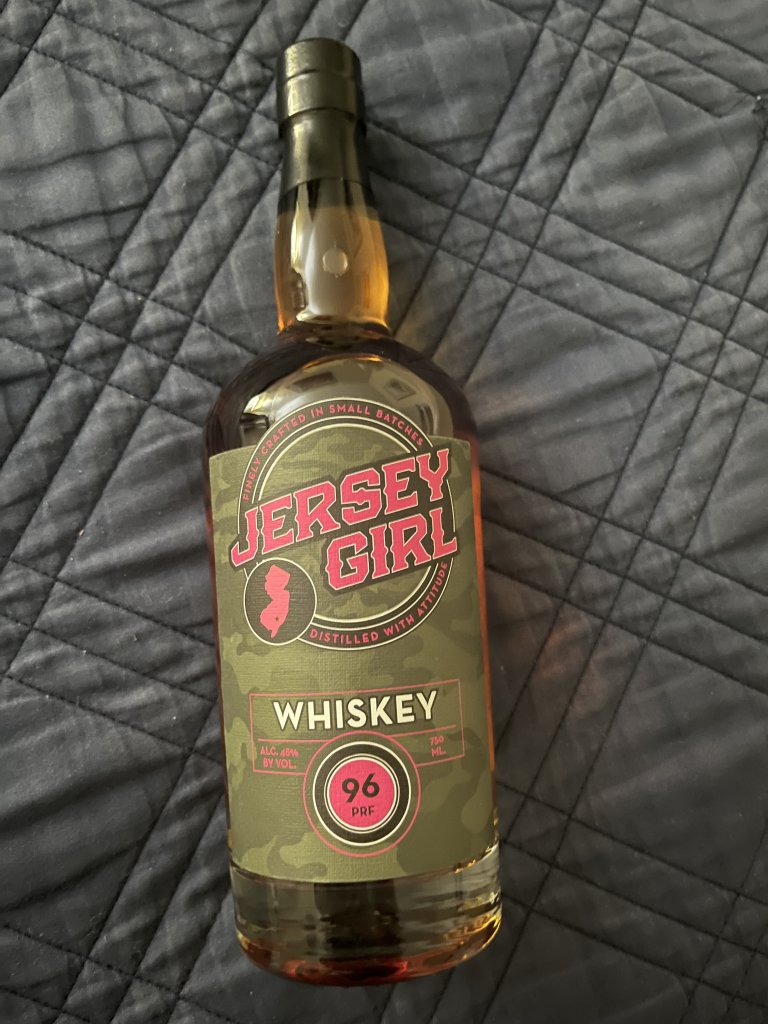 FINELY CRAFTED IN SMALL BATCHES
JERSEY
GIRL
DISTILLED WITH ATTITUDE
WHISKEY
ALC. 48%
BY VOL.
750
ML.
96
PRF